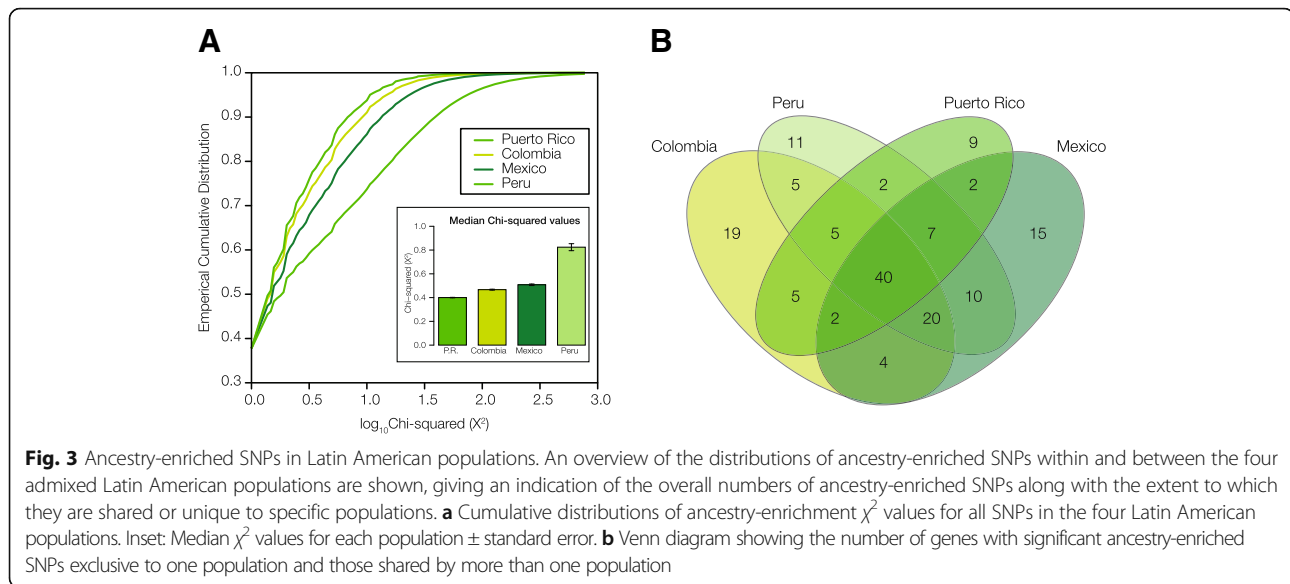 A
B
Emperical Cumulative Distribution
1.0
0.9
0.8
0.7
0.6
0.5
0.4
0.3
0.0
0.5
1.0
1.5
2.0
2.5
3.0
log₁₀Chi-squared (X²)
Puerto Rico
Colombia
Mexico
Peru
Median Chi-squared values
Chi-squared (X²)
1.0
0.8
0.6
0.4
0.2
0.0
P.R.
Colombia
Mexico
Peru
Peru
Puerto Rico
Colombia
Mexico
11
9
5
2
2
19
5
7
15
40
5
10
2
20
4
Fig. 3 Ancestry-enriched SNPs in Latin American populations. An overview of the distributions of ancestry-enriched SNPs within and between the four
admixed Latin American populations are shown, giving an indication of the overall numbers of ancestry-enriched SNPs along with the extent to which
they are shared or unique to specific populations. a Cumulative distributions of ancestry-enrichment χ² values for all SNPs in the four Latin American
populations. Inset: Median χ² values for each population ± standard error. b Venn diagram showing the number of genes with significant ancestry-enriched
SNPs exclusive to one population and those shared by more than one population